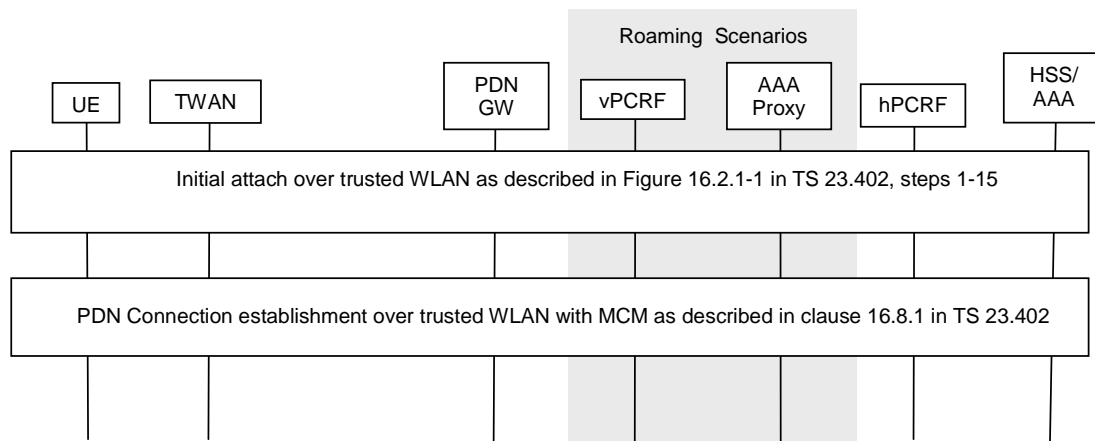 Roaming Scenarios
UE
TWAN
PDN
GW
vPCRF
AAA
Proxy
hPCRF
HSS/
AAA
Initial attach over trusted WLAN as described in Figure 16.2.1-1 in TS 23.402, steps 1-15
PDN Connection establishment over trusted WLAN with MCM as described in clause 16.8.1 in TS 23.402